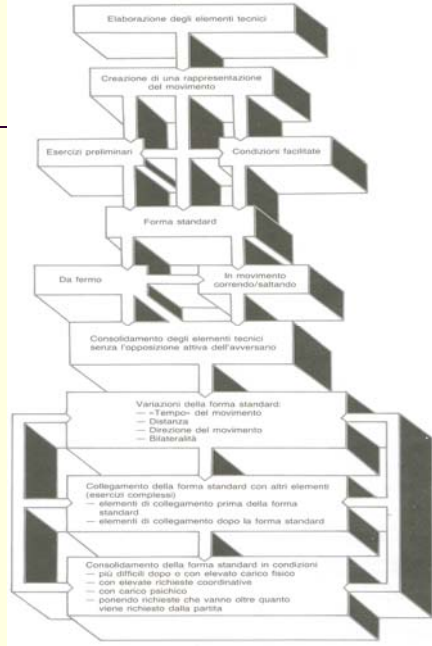 Elaborazione degli elementi tecnici
Creazione di una rappresentazione
del movimento
Esercizi preliminari
Condizioni facilitate
Forma standard
Da fermo
In movimento
correndo/saltando
Consolidamento degli elementi tecnici
senza l'opposizione attiva dell'avversario
Variazioni della forma standard:
— «Tempo» del movimento
— Distanza
— Direzione del movimento
— Bilateralità
Collegamento della forma standard con altri elementi
(esercizi complessi)
— elementi di collegamento prima della forma
standard
— elementi di collegamento dopo la forma standard
Consolidamento della forma standard in condizioni
— più difficili dopo o con elevato carico fisico
— con elevate richieste coordinative
— con carico psichico
— ponendo richieste che vanno oltre quanto
viene richiesto dalla partita